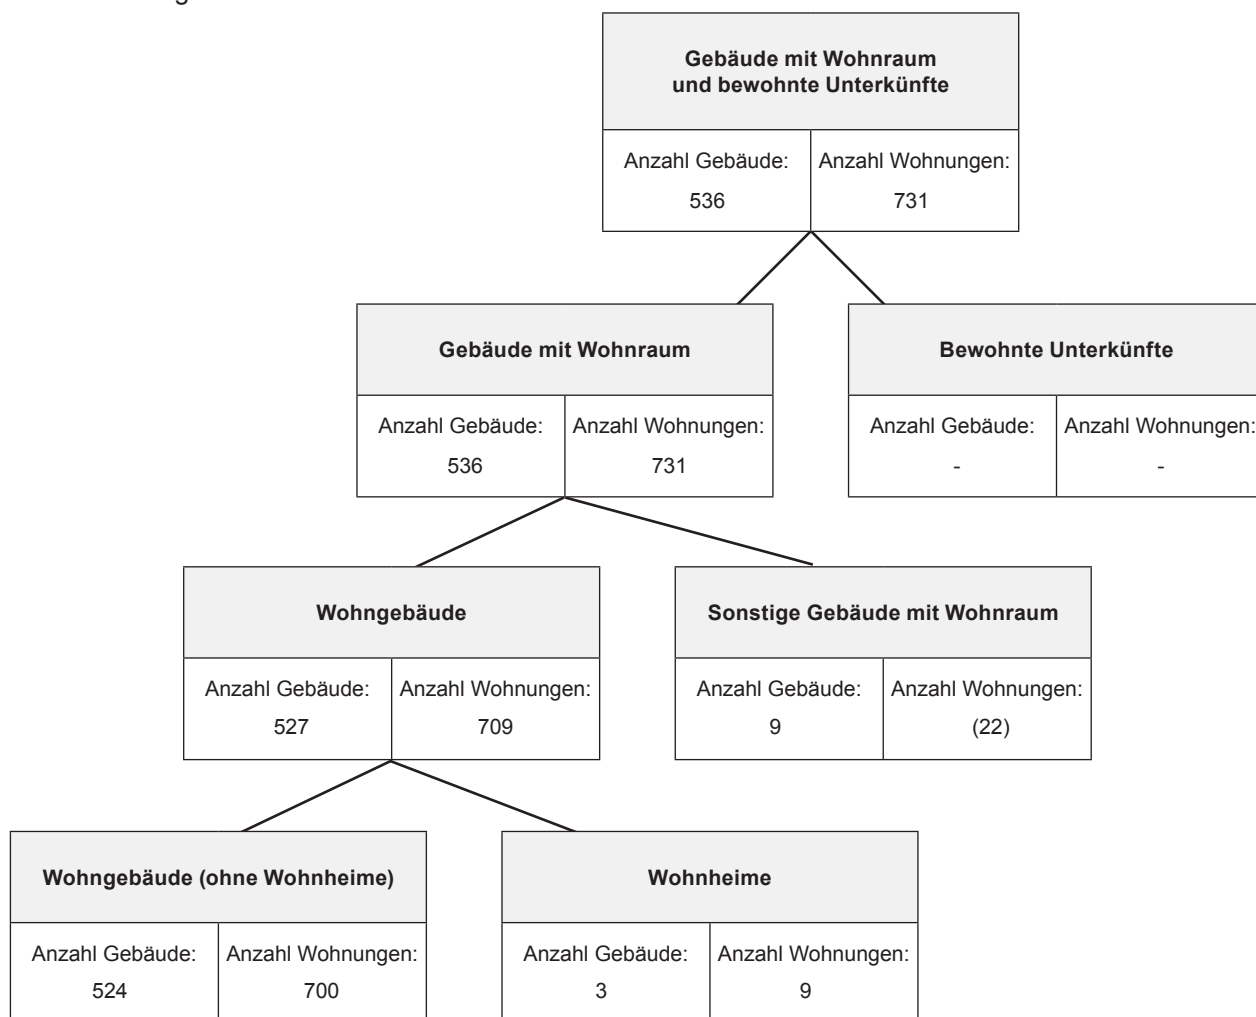 Gebäude mit Wohnraum
und bewohnte Unterkünfte
Anzahl Gebäude: Anzahl Wohnungen:
536 731
Gebäude mit Wohnraum
Anzahl Gebäude: Anzahl Wohnungen:
536 731
Bewohnte Unterkünfte
Anzahl Gebäude: Anzahl Wohnungen:
- -
Wohngebäude
Anzahl Gebäude: Anzahl Wohnungen:
527 709
Sonstige Gebäude mit Wohnraum
Anzahl Gebäude: Anzahl Wohnungen:
9 (22)
Wohngebäude (ohne Wohnheime)
Anzahl Gebäude: Anzahl Wohnungen:
524 700
Wohnheime
Anzahl Gebäude: Anzahl Wohnungen:
3 9